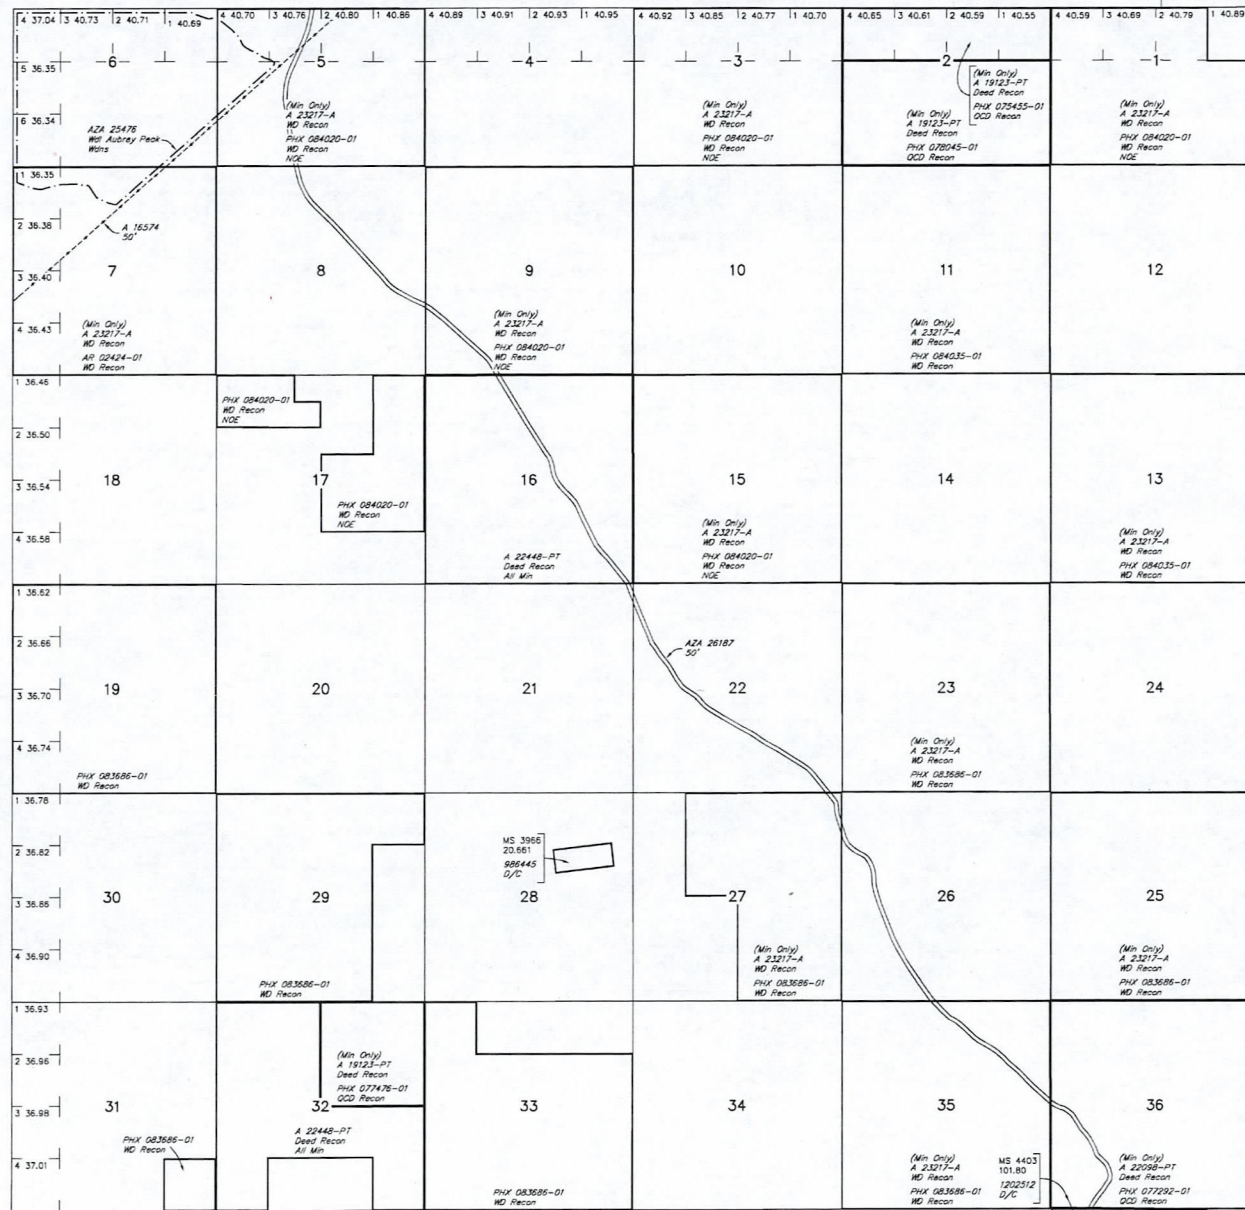 4 37.04 3 40.73 2 40.71 1 40.69 4 40.70 3 40.76 2 40.80 1 40.86 4 40.89 3 40.91 2 40.93 1 40.95 4 40.92 3 40.85 2 40.77 1 40.70 4 40.65 3 40.61 2 40.59 1 40.55 4 40.59 3 40.69 2 40.79 1 40.89
5 36.35
6 5 4 3 2 1
6 36.34
AZA 25476
Wdl Aubrey Peak
Wdns
(Min Only)
A 23217-A
WD Recon
PHX 084020-01
WD Recon
NOE
(Min Only)
A 23217-A
WD Recon
PHX 084020-01
WD Recon
NOE
(Min Only)
A 19123-PT
Deed Recon
PHX 075455-01
QCD Recon
(Min Only)
A 19123-PT
Deed Recon
PHX 078045-01
QCD Recon
(Min Only)
A 23217-A
WD Recon
PHX 084020-01
WD Recon
NOE
1 36.35
2 36.38
A 16574
50'
3 36.40
7 8 9 10 11 12
4 36.43
(Min Only)
A 23217-A
WD Recon
AR 02424-01
WD Recon
(Min Only)
A 23217-A
WD Recon
PHX 084020-01
WD Recon
NOE
(Min Only)
A 23217-A
WD Recon
PHX 084035-01
WD Recon
1 36.46
PHX 084020-01
WD Recon
NOE
2 36.50
3 36.54
18 17 16 15 14 13
4 36.58
PHX 084020-01
WD Recon
NOE
A 22448-PT
Deed Recon
All Min
(Min Only)
A 23217-A
WD Recon
PHX 084020-01
WD Recon
NOE
(Min Only)
A 23217-A
WD Recon
PHX 084035-01
WD Recon
1 36.62
2 36.66
AZA 26187
50'
3 36.70
19 20 21 22 23 24
4 36.74
PHX 083686-01
WD Recon
(Min Only)
A 23217-A
WD Recon
PHX 083686-01
WD Recon
1 36.78
2 36.82
MS 3966
20.661
986445
D/C
3 36.86
30 29 28 27 26 25
4 36.90
PHX 083686-01
WD Recon
(Min Only)
A 23217-A
WD Recon
PHX 083686-01
WD Recon
(Min Only)
A 23217-A
WD Recon
PHX 083686-01
WD Recon
1 36.93
2 36.96
(Min Only)
A 19123-PT
Deed Recon
PHX 077476-01
QCD Recon
3 36.98
31 32 33 34 35 36
4 37.01
PHX 083686-01
WD Recon
A 22448-PT
Deed Recon
All Min
PHX 083686-01
WD Recon
(Min Only)
A 23217-A
WD Recon
PHX 083686-01
WD Recon
MS 4403
101.80
1202512
D/C
(Min Only)
A 22098-PT
Deed Recon
PHX 077292-01
QCD Recon